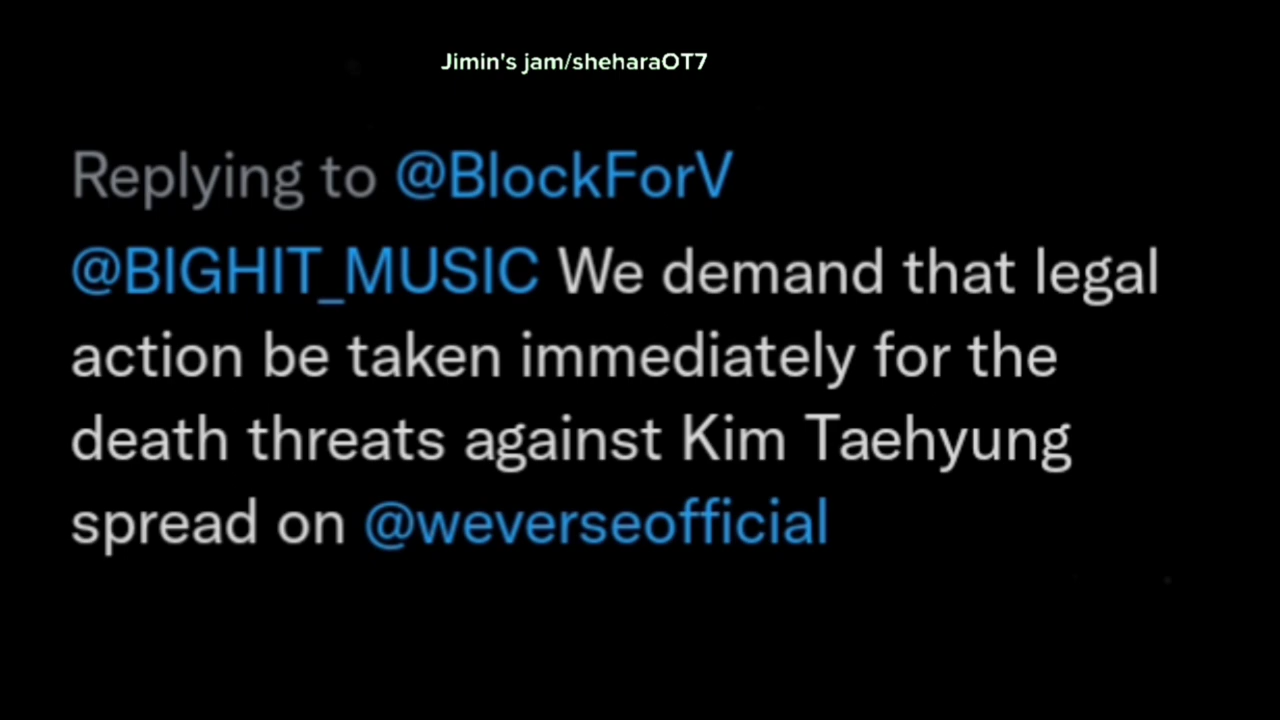 Jimin's jam/sheharaOT7
Replying to @BlockForV
@BIGHIT_MUSIC We demand that legal
action be taken immediately for the
death threats against Kim Taehyung
spread on @weverseofficial